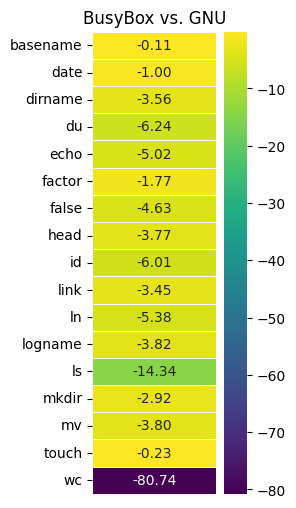 BusyBox vs. GNU
basename -0.11
date -1.00
dirname -3.56
du -6.24
echo -5.02
factor -1.77
false -4.63
head -3.77
id -6.01
link -3.45
ln -5.38
logname -3.82
ls -14.34
mkdir -2.92
mv -3.80
touch -0.23
wc -80.74
−10
−20
−30
−40
−50
−60
−70
−80